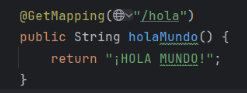 @GetMapping("/hola")
public String holaMundo() {
return "¡HOLA MUNDO!";
}